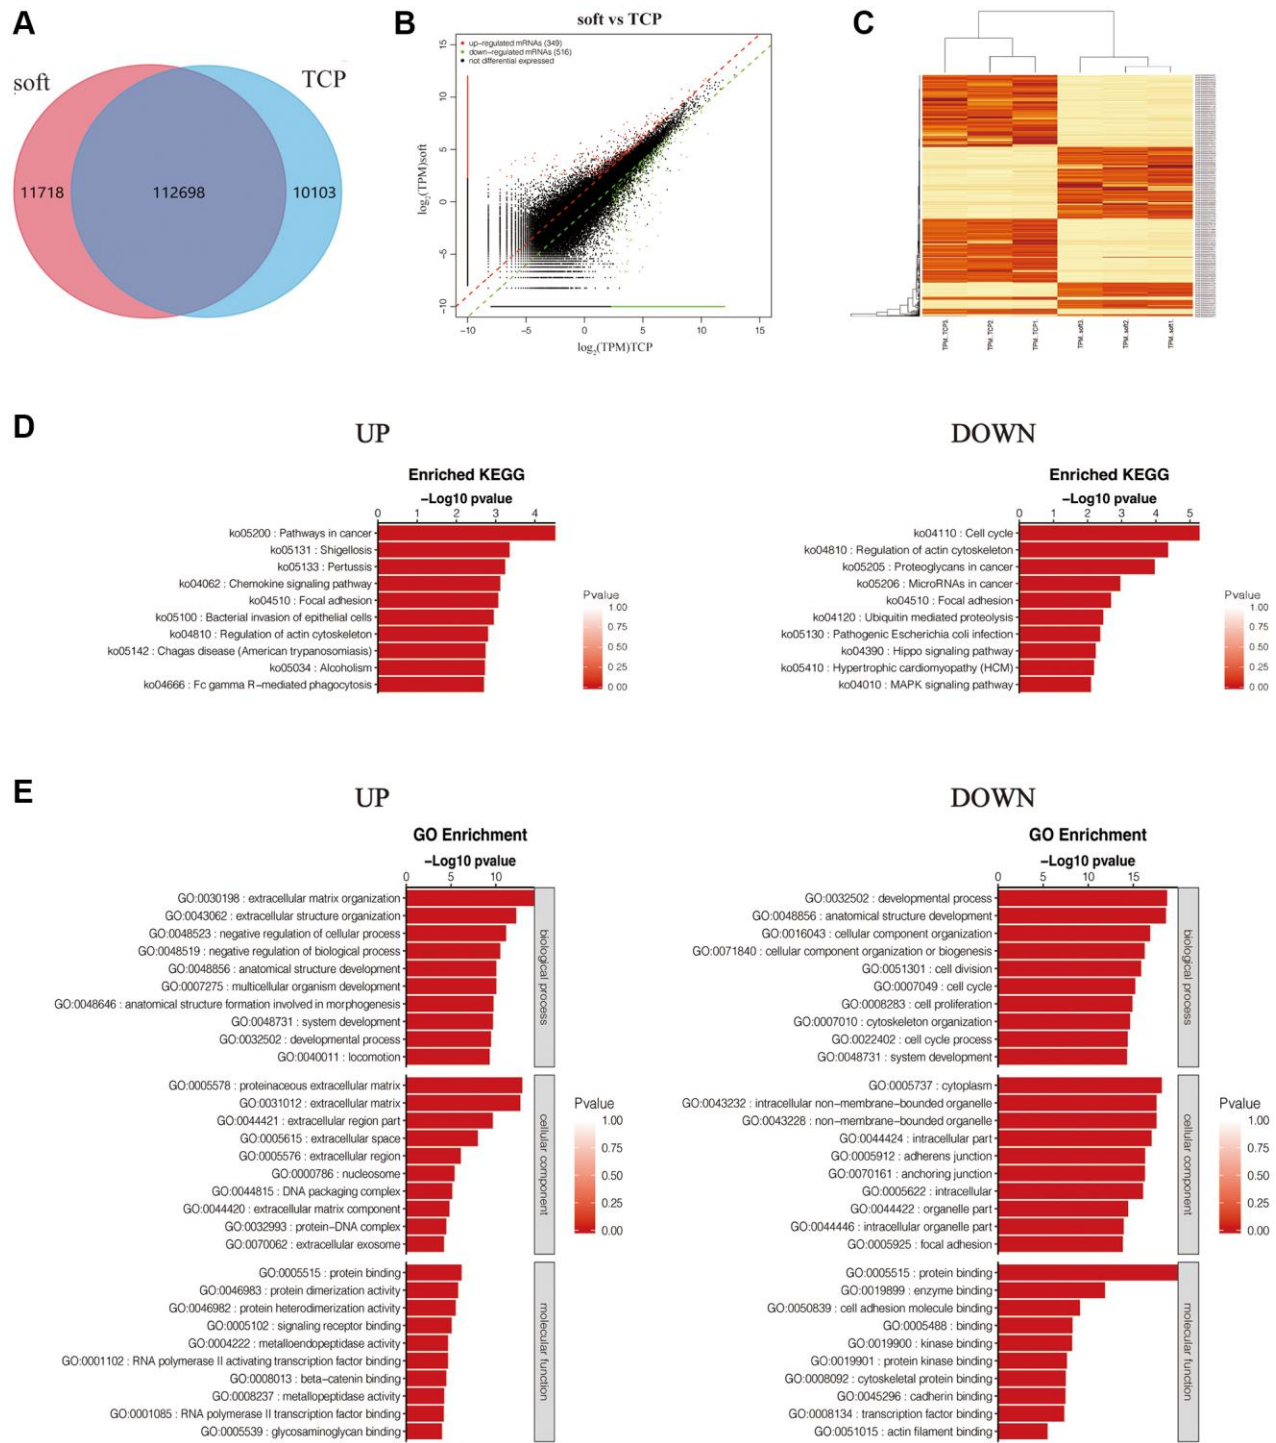 A
soft
TCP
11718
112698
10103
B
soft vs TCP
up-regulated mRNAs (349)
down-regulated mRNAs (516)
not differential expressed
15
10
5
0
−5
−10
log2(TPM)soft
−10
−5
0
5
10
15
log2(TPM)TCP
C
TPM.TCP3.
TPM.TCP2.
TPM.TCP1.
TPM.soft3.
TPM.soft2.
TPM.soft1.
D
UP
Enriched KEGG
−Log10 pvalue
0 1 2 3 4
ko05200 : Pathways in cancer
ko05131 : Shigellosis
ko05133 : Pertussis
ko04062 : Chemokine signaling pathway
ko04510 : Focal adhesion
ko05100 : Bacterial invasion of epithelial cells
ko04810 : Regulation of actin cytoskeleton
ko05142 : Chagas disease (American trypanosomiasis)
ko05034 : Alcoholism
ko04666 : Fc gamma R−mediated phagocytosis
Pvalue
1.00
0.75
0.50
0.25
0.00
DOWN
Enriched KEGG
−Log10 pvalue
0 1 2 3 4 5
ko04110 : Cell cycle
ko04810 : Regulation of actin cytoskeleton
ko05205 : Proteoglycans in cancer
ko05206 : MicroRNAs in cancer
ko04510 : Focal adhesion
ko04120 : Ubiquitin mediated proteolysis
ko05130 : Pathogenic Escherichia coli infection
ko04390 : Hippo signaling pathway
ko05410 : Hypertrophic cardiomyopathy (HCM)
ko04010 : MAPK signaling pathway
Pvalue
1.00
0.75
0.50
0.25
0.00
E
UP
GO Enrichment
−Log10 pvalue
0 5 10
GO:0030198 : extracellular matrix organization
GO:0043062 : extracellular structure organization
GO:0048523 : negative regulation of cellular process
GO:0048519 : negative regulation of biological process
GO:0048856 : anatomical structure development
GO:0007275 : multicellular organism development
GO:0048646 : anatomical structure formation involved in morphogenesis
GO:0048731 : system development
GO:0032502 : developmental process
GO:0040011 : locomotion
biological process
GO:0005578 : proteinaceous extracellular matrix
GO:0031012 : extracellular matrix
GO:0044421 : extracellular region part
GO:0005615 : extracellular space
GO:0005576 : extracellular region
GO:0000786 : nucleosome
GO:0044815 : DNA packaging complex
GO:0044420 : extracellular matrix component
GO:0032993 : protein−DNA complex
GO:0070062 : extracellular exosome
cellular component
GO:0005515 : protein binding
GO:0046983 : protein dimerization activity
GO:0046982 : protein heterodimerization activity
GO:0005102 : signaling receptor binding
GO:0004222 : metalloendopeptidase activity
GO:0001102 : RNA polymerase II activating transcription factor binding
GO:0008013 : beta−catenin binding
GO:0008237 : metallopeptidase activity
GO:0001085 : RNA polymerase II transcription factor binding
GO:0005539 : glycosaminoglycan binding
molecular function
Pvalue
1.00
0.75
0.50
0.25
0.00
DOWN
GO Enrichment
−Log10 pvalue
0 5 10 15
GO:0032502 : developmental process
GO:0048856 : anatomical structure development
GO:0016043 : cellular component organization
GO:0071840 : cellular component organization or biogenesis
GO:0051301 : cell division
GO:0007049 : cell cycle
GO:0008283 : cell proliferation
GO:0007010 : cytoskeleton organization
GO:0022402 : cell cycle process
GO:0048731 : system development
biological process
GO:0005737 : cytoplasm
GO:0043232 : intracellular non−membrane−bounded organelle
GO:0043228 : non−membrane−bounded organelle
GO:0044424 : intracellular part
GO:0005912 : adherens junction
GO:0070161 : anchoring junction
GO:0005622 : intracellular
GO:0044422 : organelle part
GO:0044446 : intracellular organelle part
GO:0005925 : focal adhesion
cellular component
GO:0005515 : protein binding
GO:0019899 : enzyme binding
GO:0050839 : cell adhesion molecule binding
GO:0005488 : binding
GO:0019900 : kinase binding
GO:0019901 : protein kinase binding
GO:0008092 : cytoskeletal protein binding
GO:0045296 : cadherin binding
GO:0008134 : transcription factor binding
GO:0051015 : actin filament binding
molecular function
Pvalue
1.00
0.75
0.50
0.25
0.00